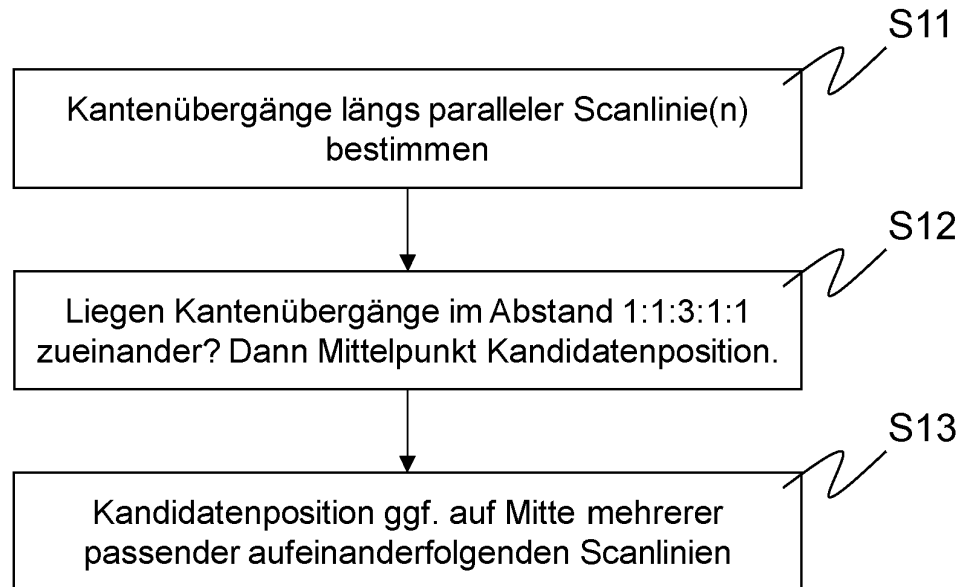 S11
Kantenübergänge längs paralleler Scanlinie(n)
bestimmen
S12
Liegen Kantenübergänge im Abstand 1:1:3:1:1
zueinander? Dann Mittelpunkt Kandidatenposition.
S13
Kandidatenposition ggf. auf Mitte mehrerer
passender aufeinanderfolgenden Scanlinien